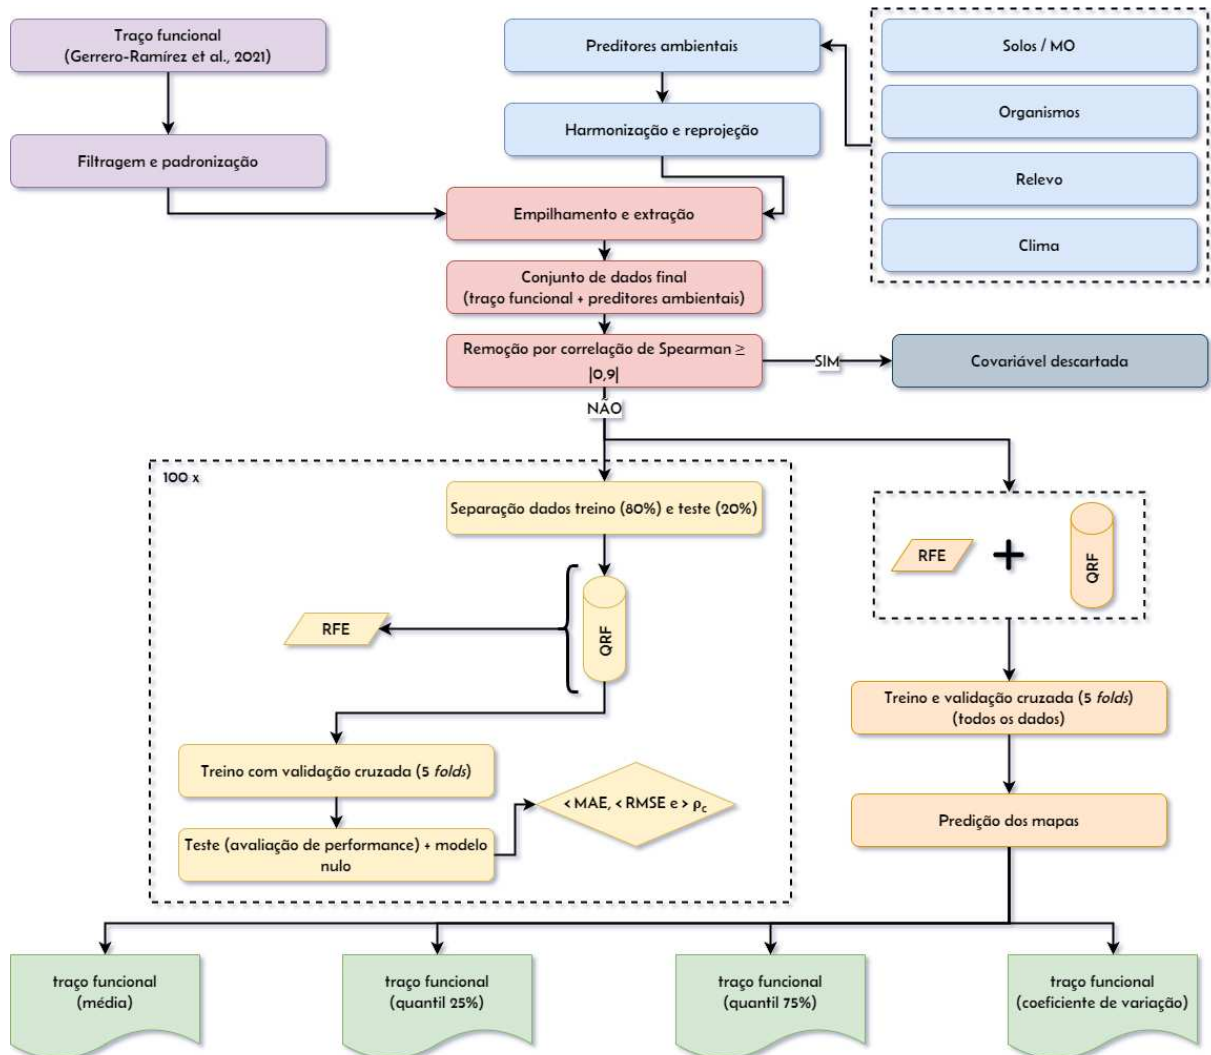 Traço funcional
(Gerrero-Ramírez et al., 2021)
Filtragem e padronização
Preditores ambientais
Harmonização e reprojeção
Solos / MO
Organismos
Relevo
Clima
Empilhamento e extração
Conjunto de dados final
(traço funcional + preditores ambientais)
Remoção por correlação de Spearman ≥
|0,9|
SIM
Covariável descartada
NÃO
100 x
Separação dados treino (80%) e teste (20%)
RFE
QRF
Treino com validação cruzada (5 folds)
Teste (avaliação de performance) + modelo
nulo
< MAE, < RMSE e > ρc
RFE
+
QRF
Treino e validação cruzada (5 folds)
(todos os dados)
Predição dos mapas
traço funcional
(média)
traço funcional
(quantil 25%)
traço funcional
(quantil 75%)
traço funcional
(coeficiente de variação)